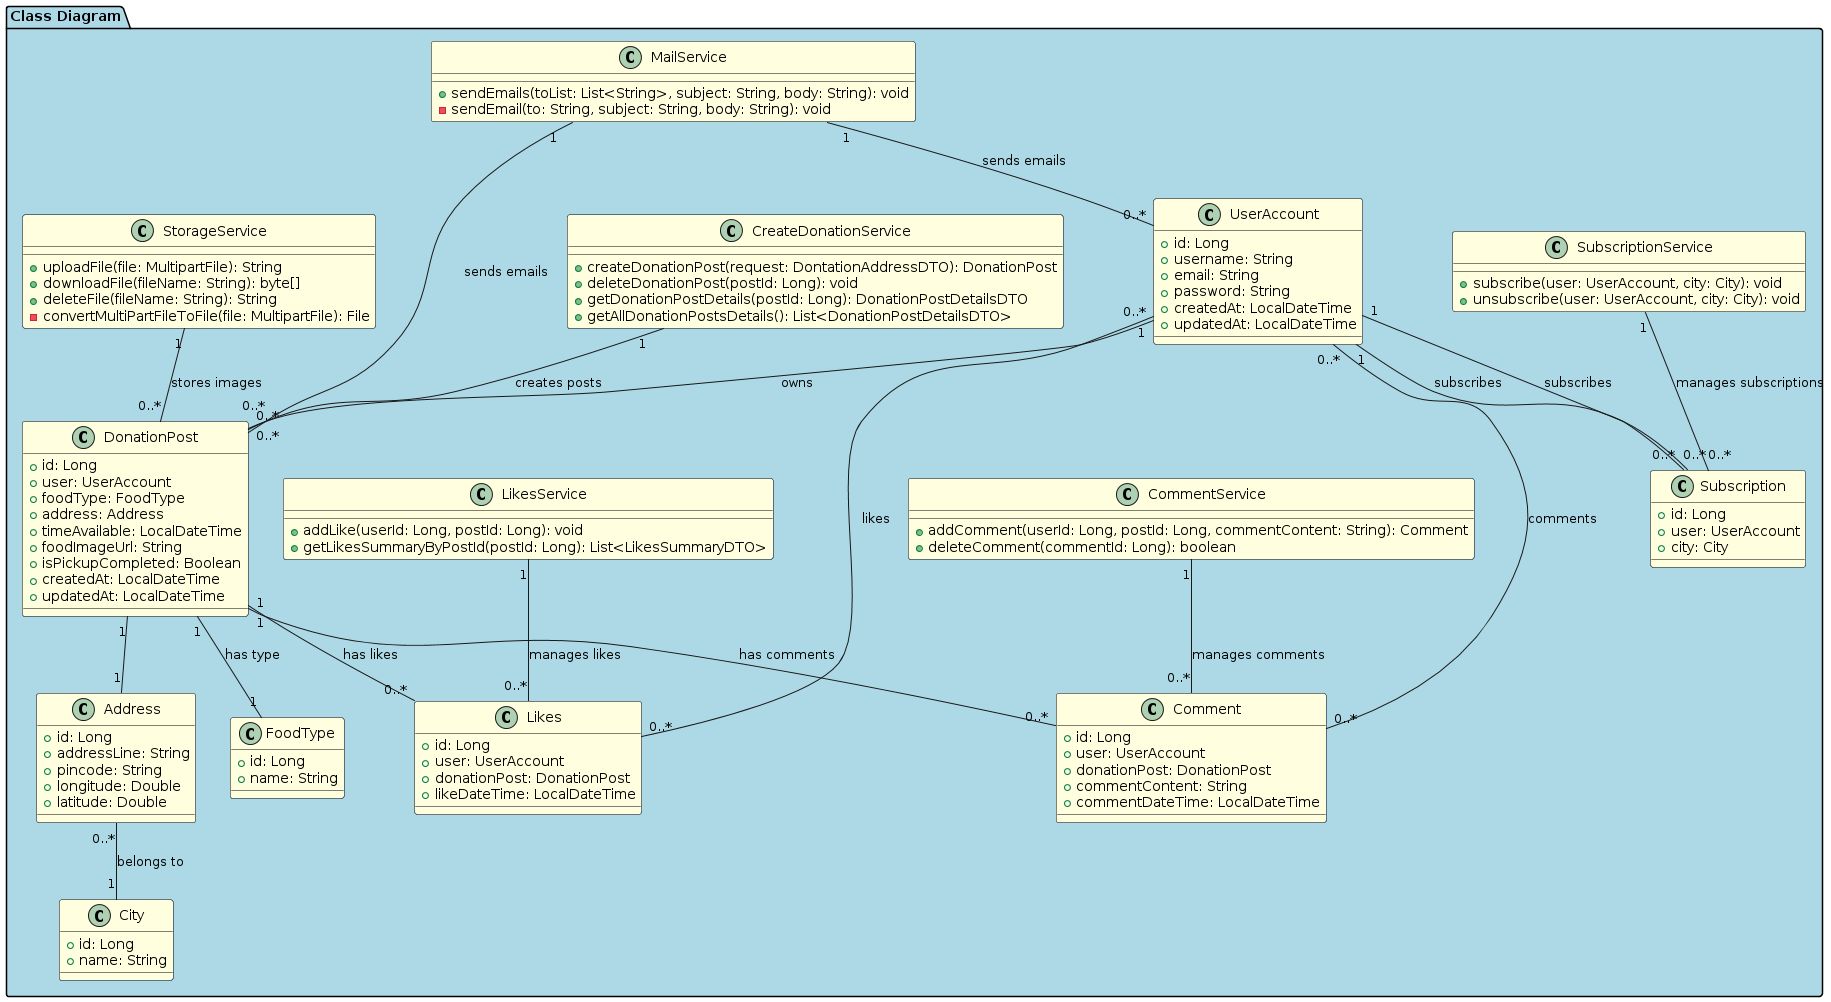 Class Diagram
C MailService
sendEmails(toList: List<String>, subject: String, body: String): void
sendEmail(to: String, subject: String, body: String): void
1
1
sends emails
0..*
sends emails
C StorageService
uploadFile(file: MultipartFile): String
downloadFile(fileName: String): byte[]
deleteFile(fileName: String): String
convertMultiPartFileToFile(file: MultipartFile): File
C CreateDonationService
createDonationPost(request: DontationAddressDTO): DonationPost
deleteDonationPost(postId: Long): void
getDonationPostDetails(postId: Long): DonationPostDetailsDTO
getAllDonationPostsDetails(): List<DonationPostDetailsDTO>
C UserAccount
id: Long
username: String
email: String
password: String
createdAt: LocalDateTime
updatedAt: LocalDateTime
C SubscriptionService
subscribe(user: UserAccount, city: City): void
unsubscribe(user: UserAccount, city: City): void
0..*
1
1
1
1
1
0..*
1
stores images
creates posts
owns
subscribes
subscribes
manages subscriptions
0..*
0..*
0..*
0..*
0..*
0..*
0..*
C DonationPost
id: Long
user: UserAccount
foodType: FoodType
address: Address
timeAvailable: LocalDateTime
foodImageUrl: String
isPickupCompleted: Boolean
createdAt: LocalDateTime
updatedAt: LocalDateTime
C LikesService
addLike(userId: Long, postId: Long): void
getLikesSummaryByPostId(postId: Long): List<LikesSummaryDTO>
likes
C CommentService
addComment(userId: Long, postId: Long, commentContent: String): Comment
deleteComment(commentId: Long): boolean
comments
C Subscription
id: Long
user: UserAccount
city: City
1
1
1
1
1
1
has type
has likes
manages likes
has comments
manages comments
1
1
0..*
0..*
0..*
0..*
0..*
0..*
C Address
id: Long
addressLine: String
pincode: String
longitude: Double
latitude: Double
C FoodType
id: Long
name: String
C Likes
id: Long
user: UserAccount
donationPost: DonationPost
likeDateTime: LocalDateTime
C Comment
id: Long
user: UserAccount
donationPost: DonationPost
commentContent: String
commentDateTime: LocalDateTime
0..*
belongs to
1
C City
id: Long
name: String